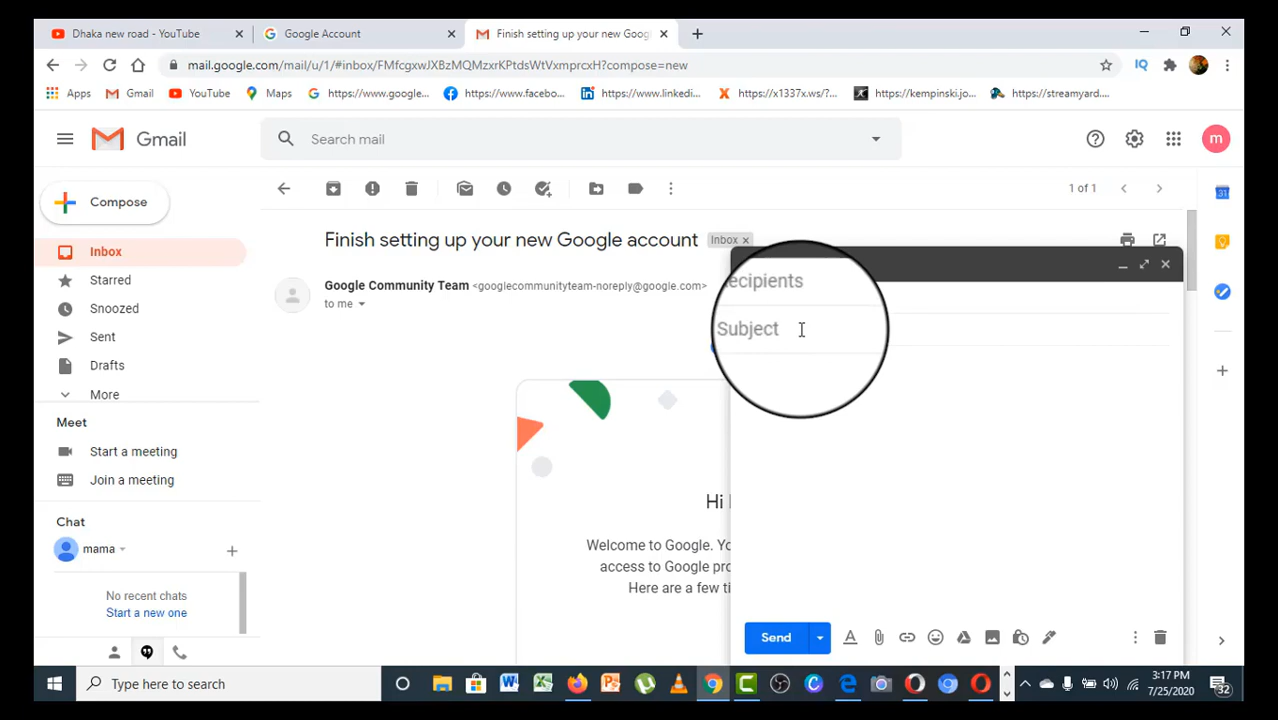 Dhaka new road - YouTube
Google Account
Finish setting up your new Goog
mail.google.com/mail/u/1/#inbox/FMfcgxwJXBzMQMzxrKPtdsWtVxmprcxH?compose=new
Apps
Gmail
YouTube
Maps
https://www.google...
https://www.facebo...
https://www.linkedi...
https://x1337x.ws/?...
https://kempinski.jo...
https://streamyard....
IQ
Gmail
Search mail
m
Compose
1 of 1
31
Inbox
Starred
Snoozed
Sent
Drafts
More
Finish setting up your new Google account
Inbox x
Google Community Team <googlecommunityteam-noreply@google.com>
to me
ecipients
Subject
Hi
Welcome to Google. Yo
access to Google pro
Here are a few ti
Meet
Start a meeting
Join a meeting
Chat
mama
No recent chats
Start a new one
Send
Type here to search
3:17 PM
7/25/2020
32